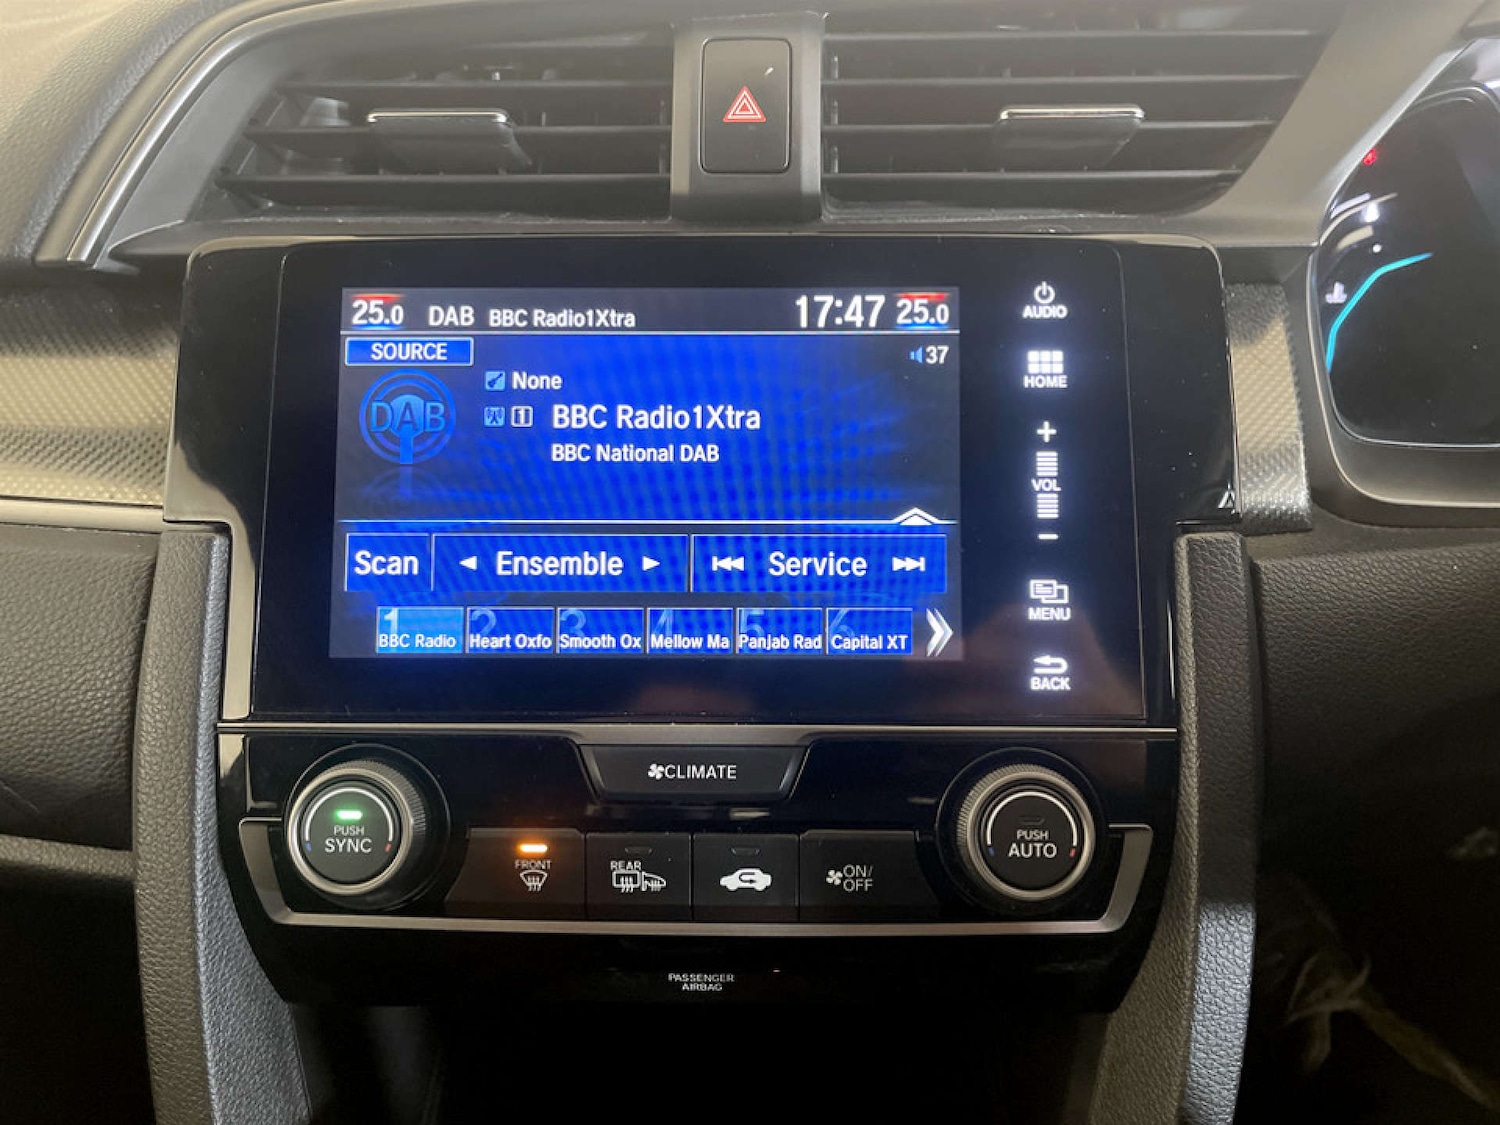 25.0 DAB BBC Radio1Xtra 17:47 25.0
SOURCE 37
DAB
None
1 BBC Radio1Xtra
BBC National DAB
Scan Ensemble Service
1 2 3 5 6
BBC Radio Heart Oxfo Smooth Ox Mellow Ma Panjab Rad Capital XT
AUDIO
HOME
+
VOL
−
MENU
BACK
CLIMATE
PUSH
SYNC
FRONT
REAR
ON/
OFF
PUSH
AUTO
PASSENGER
AIRBAG